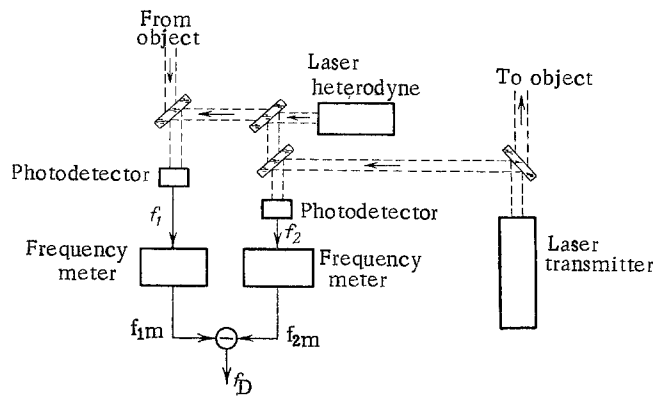 From
object
Laser
heterodyne
To object
Photodetector
f1
Photodetector
f2
Frequency
meter
Frequency
meter
Laser
transmitter
f1m
f2m
fD